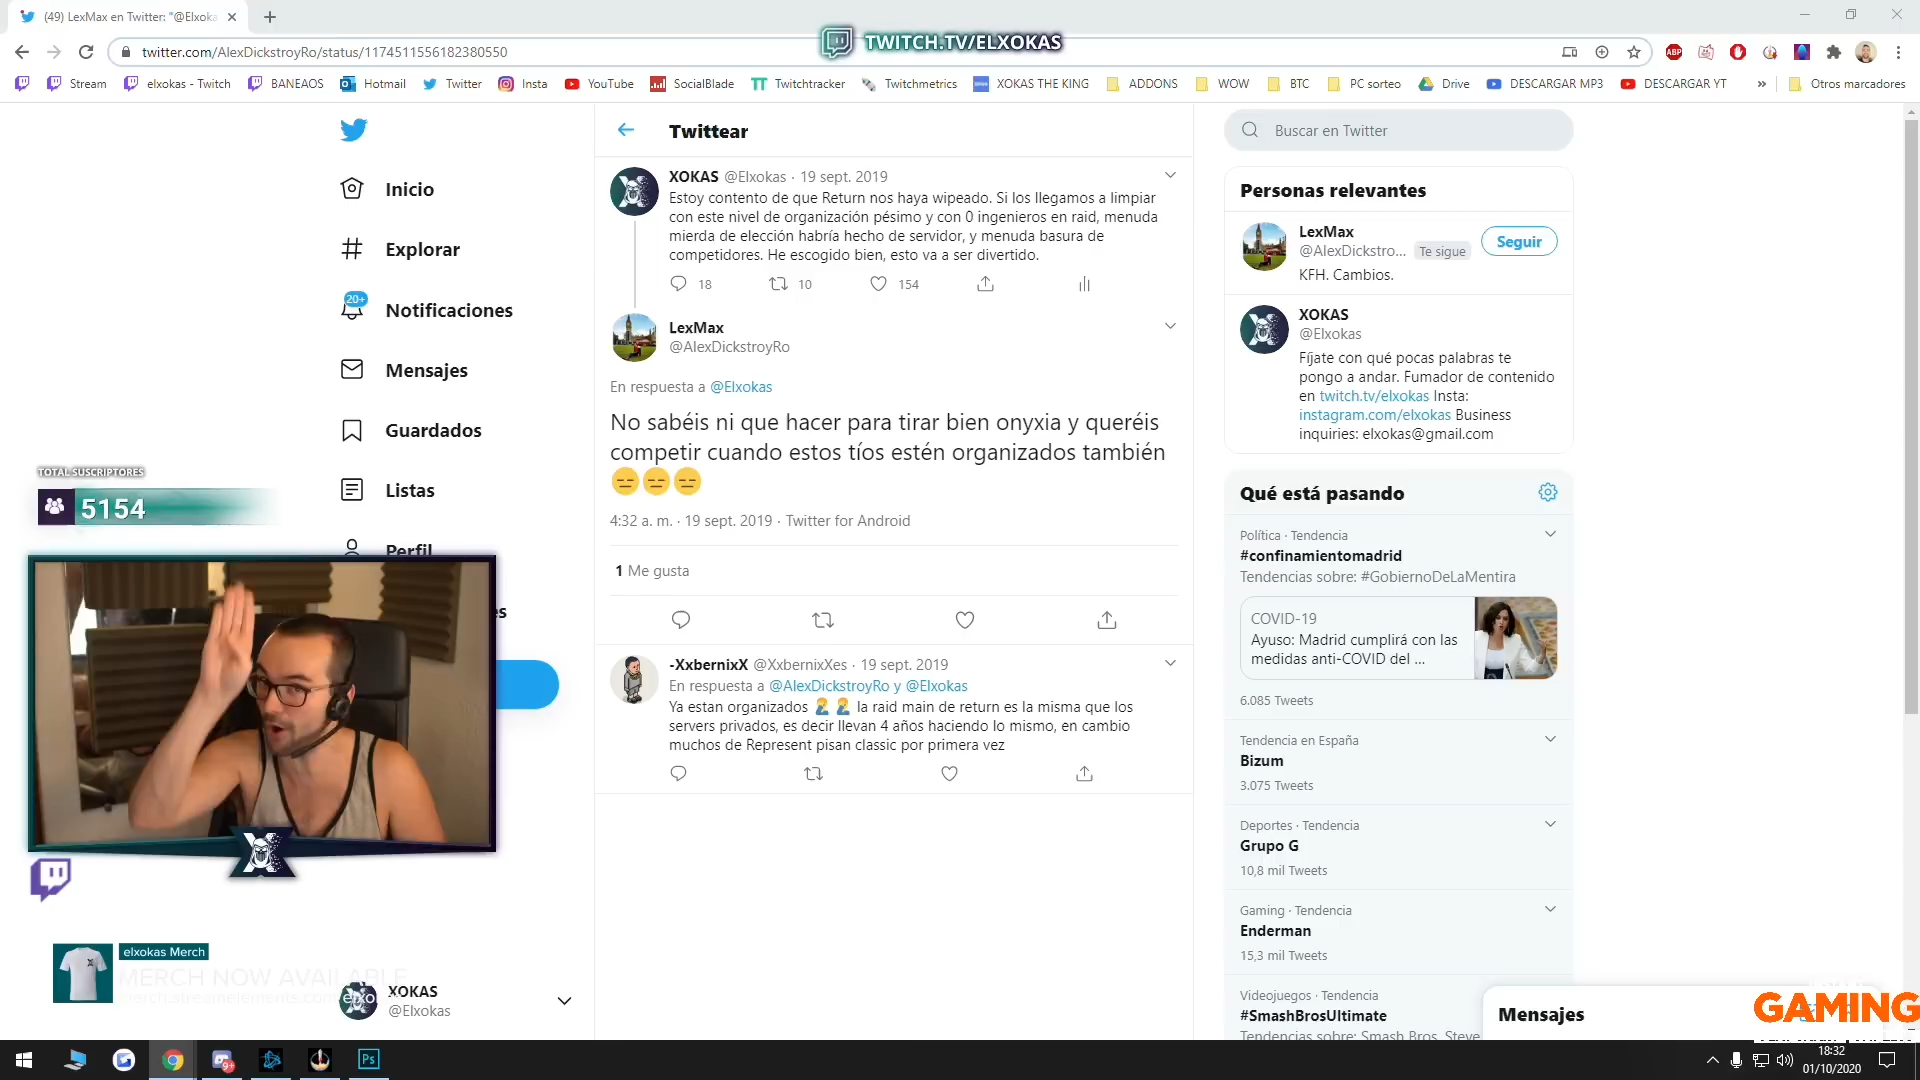 (49) LexMax en Twitter: "@Elxoka
twitter.com/AlexDickstroyRo/status/1174511556182380550
TWITCH.TV/ELXOKAS
ABP
Stream
elxokas - Twitch
BANEAOS
Hotmail
Twitter
Insta
YouTube
SocialBlade
Twitchtracker
Twitchmetrics
XOKAS THE KING
ADDONS
WOW
BTC
PC sorteo
Drive
DESCARGAR MP3
DESCARGAR YT
»
Otros marcadores
Inicio
Explorar
20+
Notificaciones
Mensajes
Guardados
Listas
Perfil
es
TOTAL SUSCRIPTORES
5154
elxokas Merch
MERCH NOW AVAILABLE
XOKAS
@Elxokas
Twittear
XOKAS @Elxokas · 19 sept. 2019
Estoy contento de que Return nos haya wipeado. Si los llegamos a limpiar
con este nivel de organización pésimo y con 0 ingenieros en raid, menuda
mierda de elección habría hecho de servidor, y menuda basura de
competidores. He escogido bien, esto va a ser divertido.
18 10 154
LexMax
@AlexDickstroyRo
En respuesta a @Elxokas
No sabéis ni que hacer para tirar bien onyxia y queréis
competir cuando estos tíos estén organizados también
😑😑😑
4:32 a. m. · 19 sept. 2019 · Twitter for Android
1 Me gusta
-XxbernixX @XxbernixXes · 19 sept. 2019
En respuesta a @AlexDickstroyRo y @Elxokas
Ya estan organizados 🤦‍♂️ 🤦‍♂️ la raid main de return es la misma que los
servers privados, es decir llevan 4 años haciendo lo mismo, en cambio
muchos de Represent pisan classic por primera vez
Buscar en Twitter
Personas relevantes
LexMax
@AlexDickstro... Te sigue
Seguir
KFH. Cambios.
XOKAS
@Elxokas
Fíjate con qué pocas palabras te
pongo a andar. Fumador de contenido
en twitch.tv/elxokas Insta:
instagram.com/elxokas Business
inquiries: elxokas@gmail.com
Qué está pasando
Política · Tendencia
#confinamientomadrid
Tendencias sobre: #GobiernoDeLaMentira
COVID-19
Ayuso: Madrid cumplirá con las
medidas anti-COVID del ...
6.085 Tweets
Tendencia en España
Bizum
3.075 Tweets
Deportes · Tendencia
Grupo G
10,8 mil Tweets
Gaming · Tendencia
Enderman
15,3 mil Tweets
Videojuegos · Tendencia
#SmashBrosUltimate
Tendencias sobre: Smash Bros, Steve
Mensajes
GAMING
9+
Ps
18:32
01/10/2020